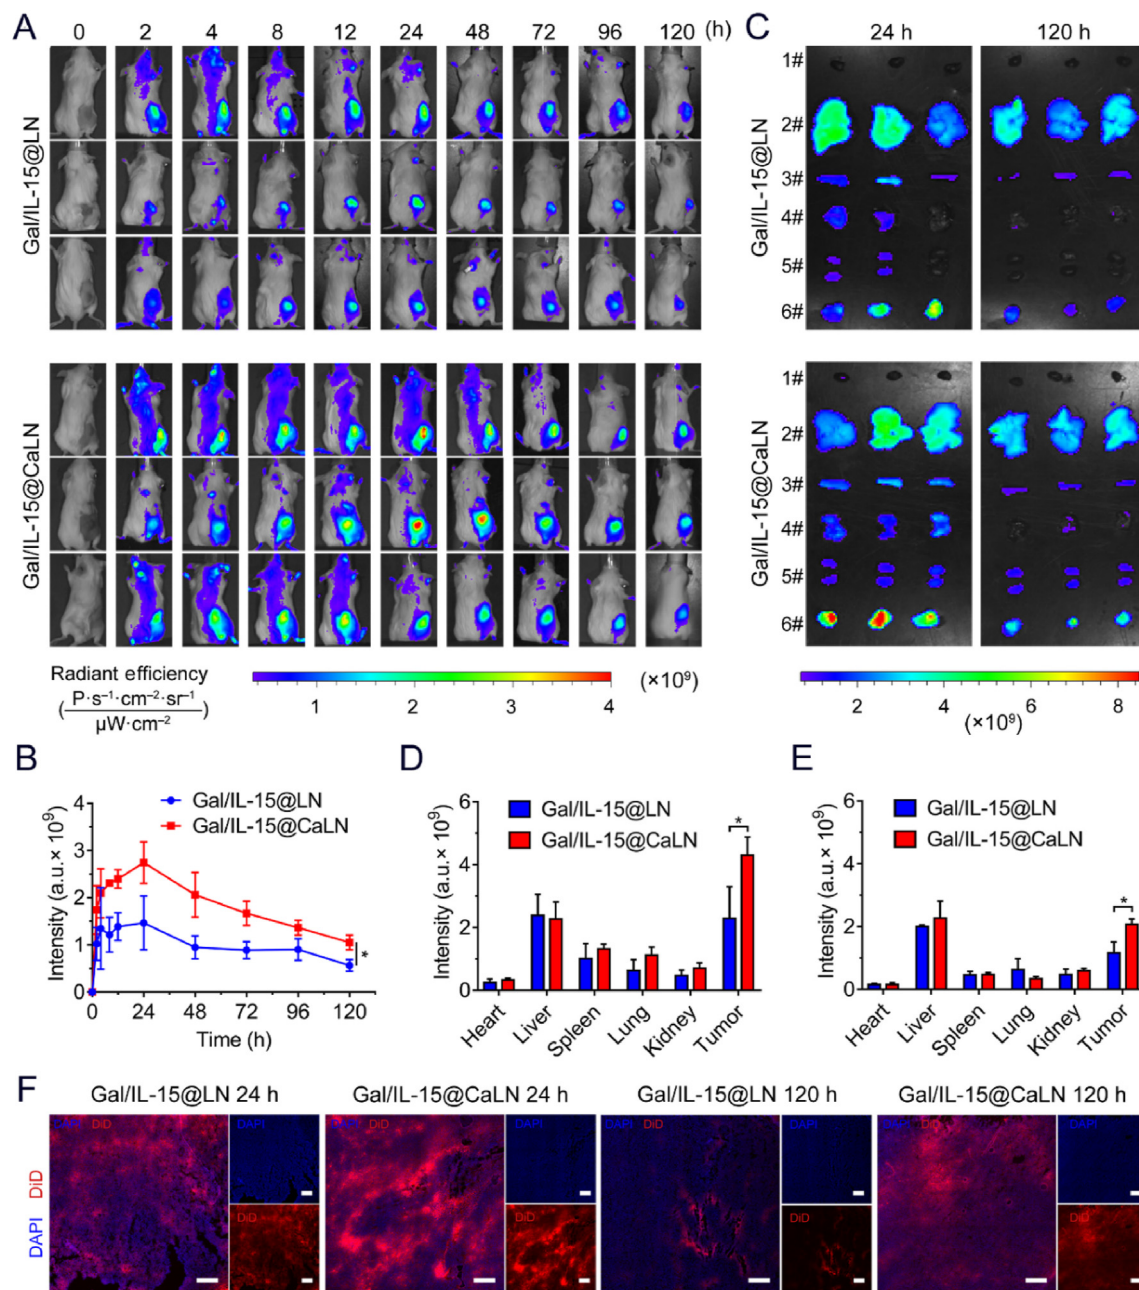 A
0 2 4 8 12 24 48 72 96 120 (h)
Gal/IL-15@LN
Gal/IL-15@CaLN
Radiant efficiency
(P·s⁻¹·cm⁻²·sr⁻¹
μW·cm⁻²)
1 2 3 4
(×10⁹)
C
24 h 120 h
Gal/IL-15@LN
1#
2#
3#
4#
5#
6#
Gal/IL-15@CaLN
1#
2#
3#
4#
5#
6#
2 4 6 8
(×10⁹)
B
Gal/IL-15@LN
Gal/IL-15@CaLN
Intensity (a.u.× 10⁹)
4
3
2
1
0
*
0 24 48 72 96 120
Time (h)
D
Gal/IL-15@LN
Gal/IL-15@CaLN
Intensity (a.u.× 10⁹)
6
4
2
0
*
Heart Liver Spleen Lung Kidney Tumor
E
Gal/IL-15@LN
Gal/IL-15@CaLN
Intensity (a.u.× 10⁹)
6
4
2
0
*
Heart Liver Spleen Lung Kidney Tumor
F
Gal/IL-15@LN 24 h Gal/IL-15@CaLN 24 h Gal/IL-15@LN 120 h Gal/IL-15@CaLN 120 h
DAPI DiD
DAPI DiD
DAPI
DiD
DAPI DiD
DAPI
DiD
DAPI DiD
DAPI
DiD
DAPI DiD
DAPI
DiD